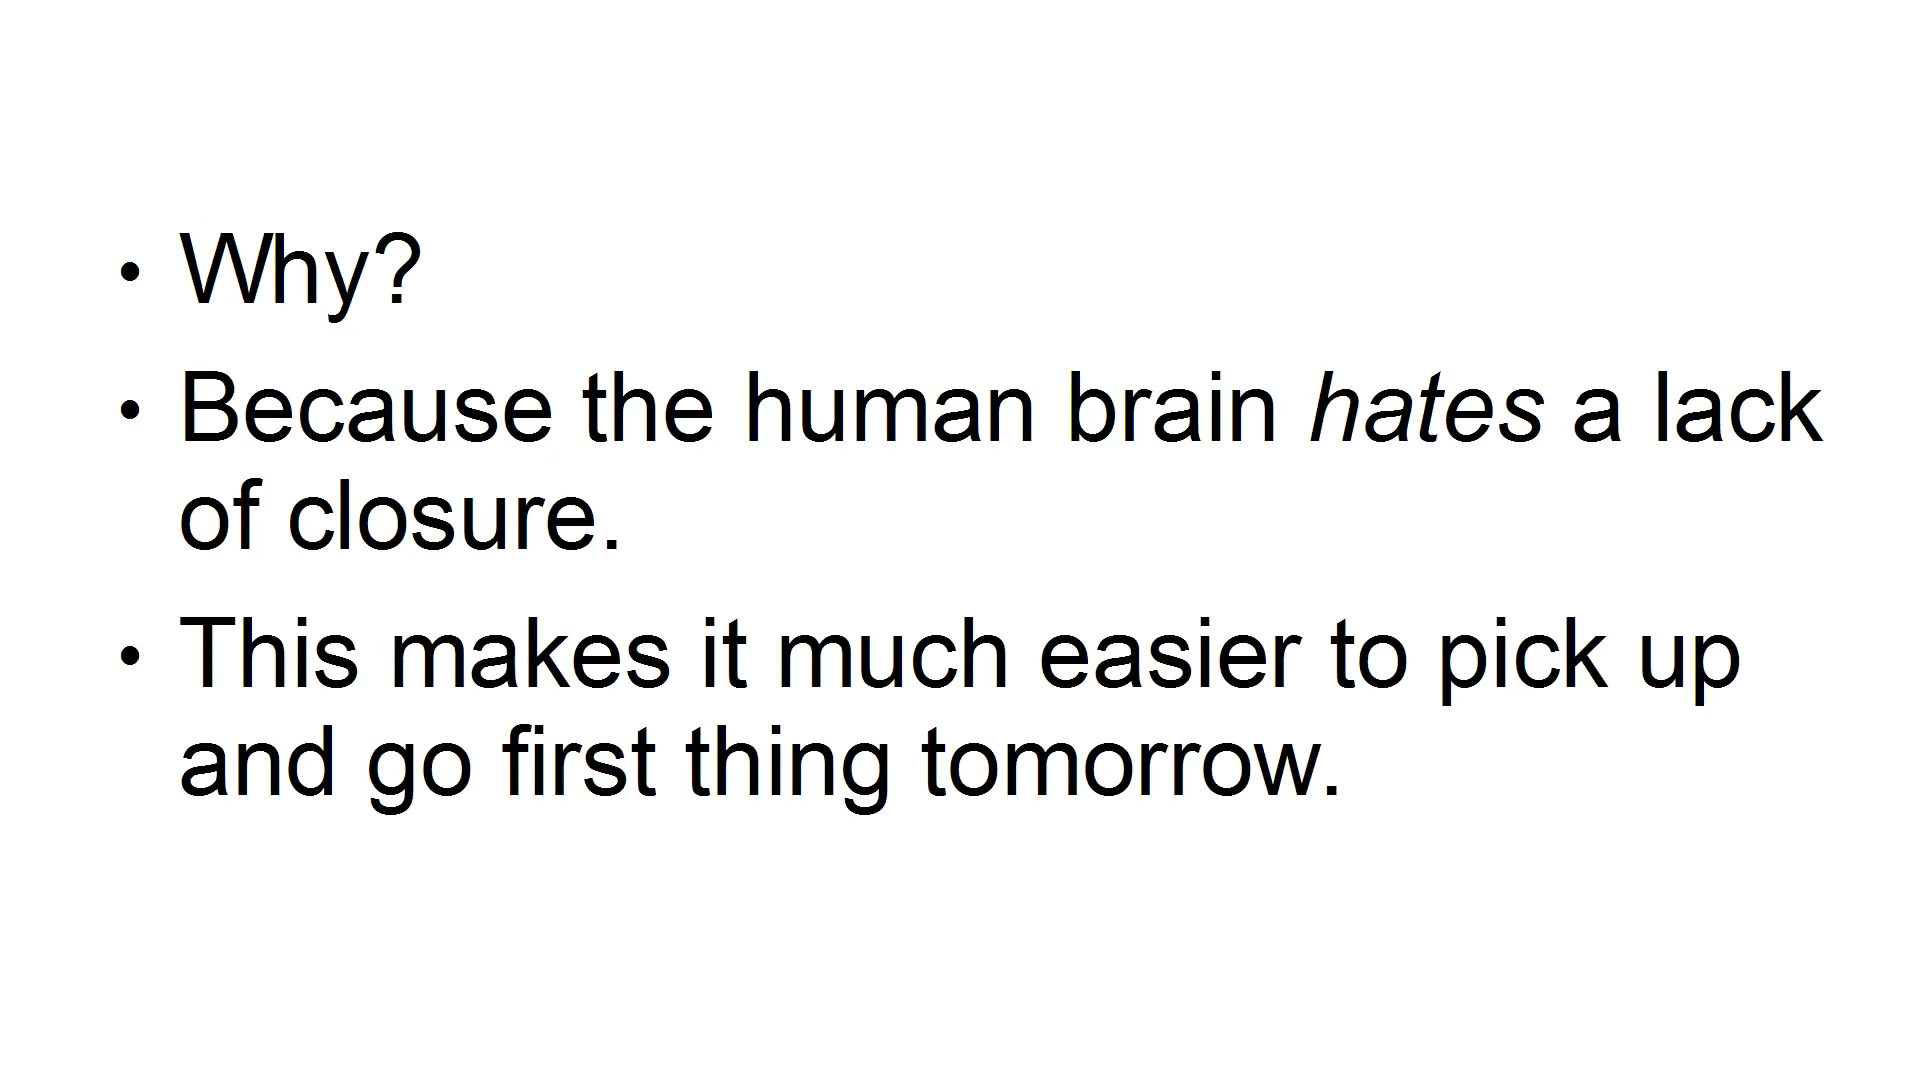 • Why?
• Because the human brain hates a lack
of closure.
• This makes it much easier to pick up
and go first thing tomorrow.